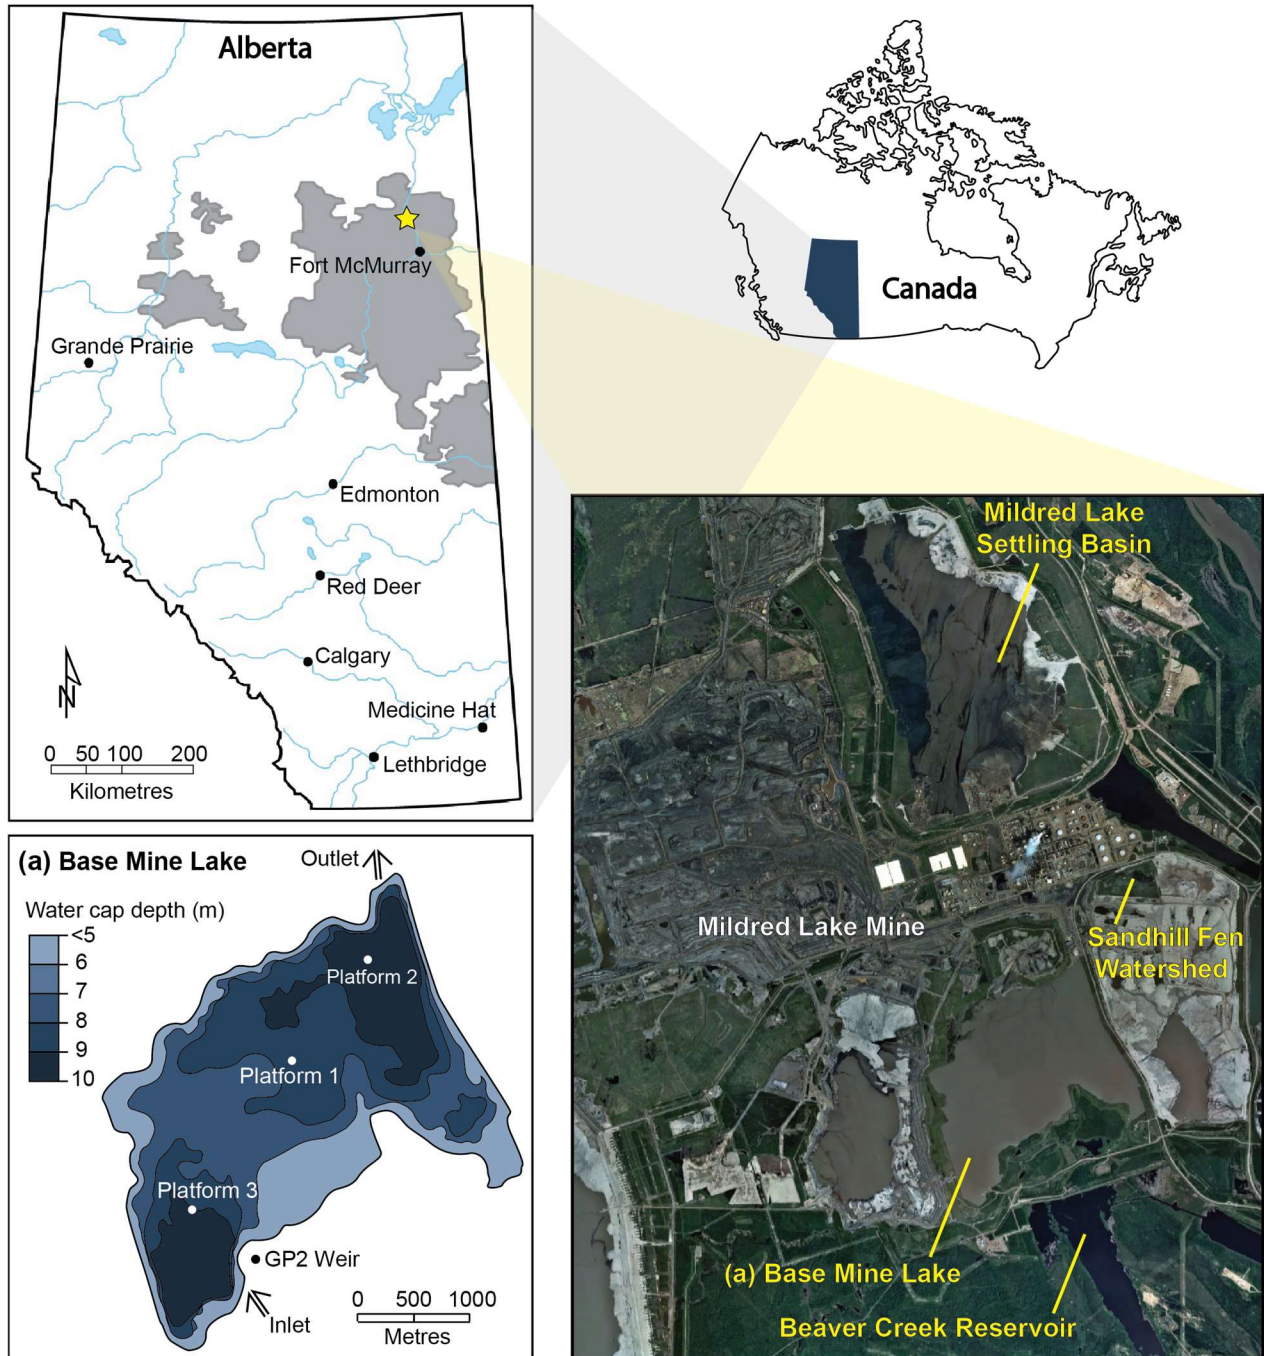 Alberta
Fort McMurray
Grande Prairie
Edmonton
Red Deer
Calgary
Medicine Hat
Lethbridge
N
0 50 100 200
Kilometres
Canada
(a) Base Mine Lake
Outlet
Water cap depth (m)
<5
6
7
8
9
10
Platform 2
Platform 1
Platform 3
GP2 Weir
Inlet
0 500 1000
Metres
Mildred Lake
Settling Basin
Mildred Lake Mine
Sandhill Fen
Watershed
(a) Base Mine Lake
Beaver Creek Reservoir